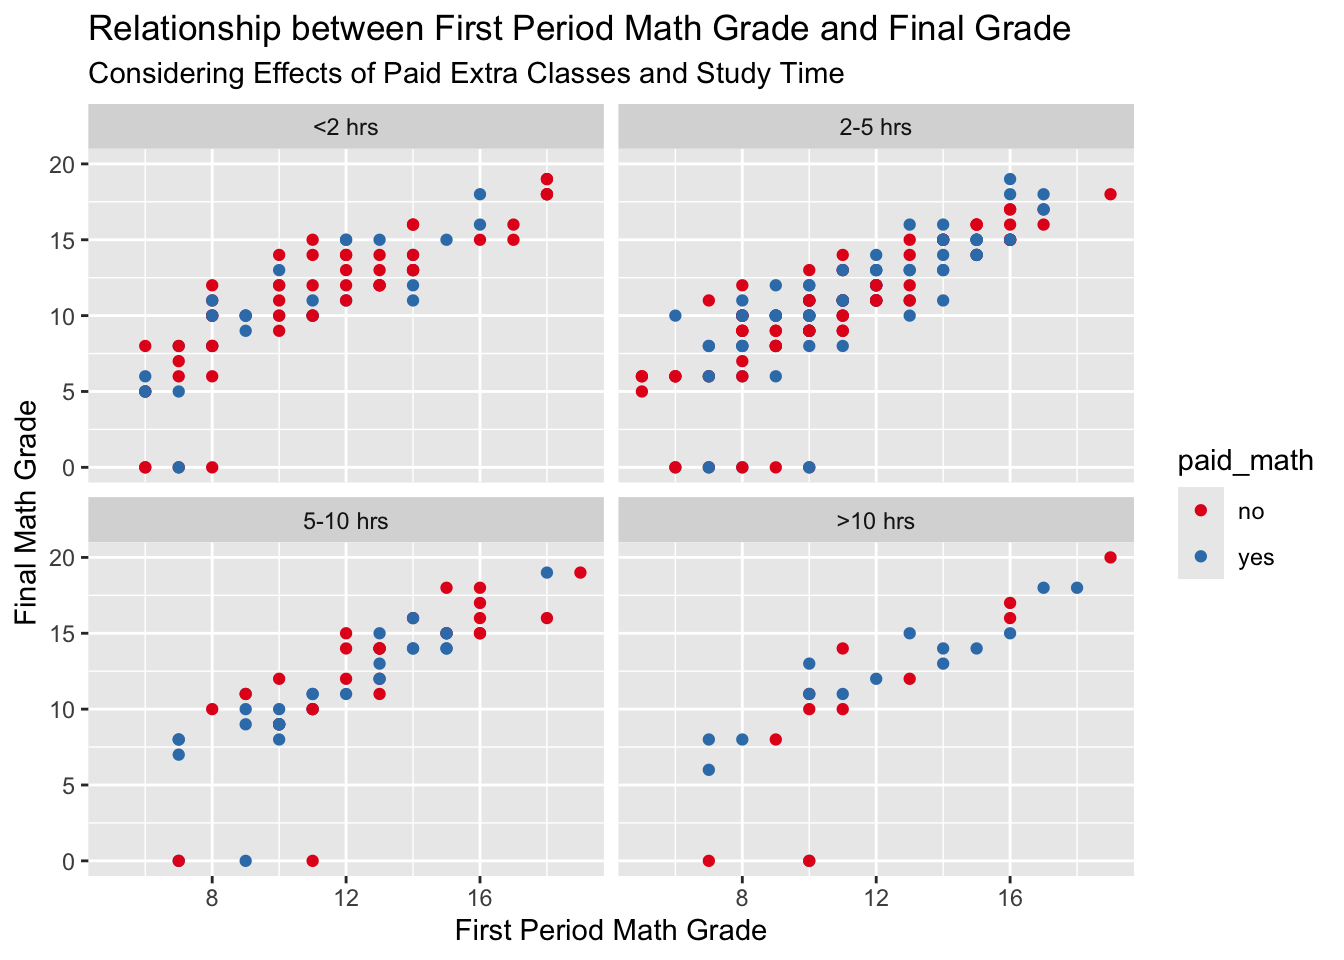 Relationship between First Period Math Grade and Final Grade
Considering Effects of Paid Extra Classes and Study Time
<2 hrs
2-5 hrs
20
15
10
5
0
5-10 hrs
>10 hrs
20
15
10
5
0
8
12
16
8
12
16
First Period Math Grade
Final Math Grade
paid_math
no
yes